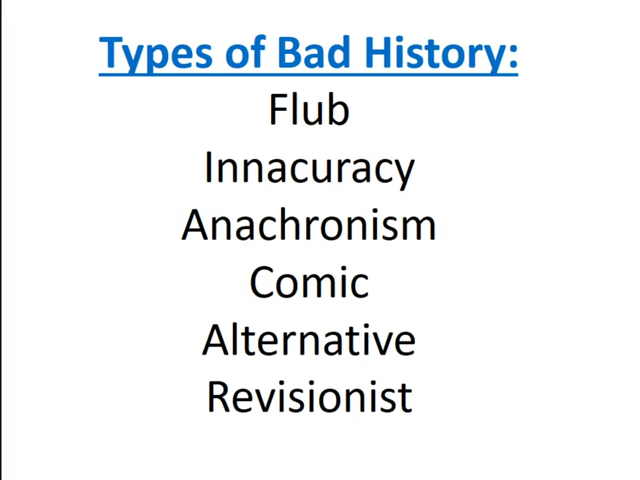 Types of Bad History:
Flub
Innacuracy
Anachronism
Comic
Alternative
Revisionist